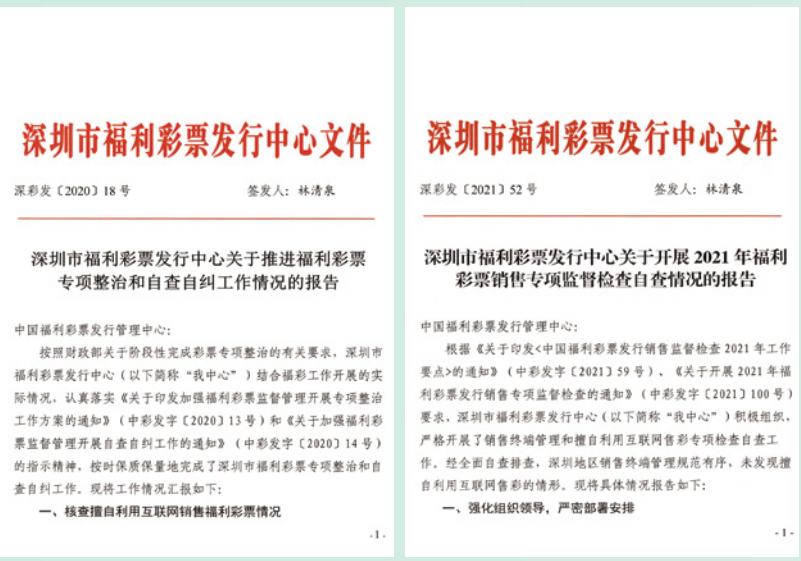 深圳市福利彩票发行中心文件
深彩发〔2020〕18 号 签发人：林清泉
深圳市福利彩票发行中心关于推进福利彩票
专项整治和自查自纠工作情况的报告
中国福利彩票发行管理中心：
按照财政部关于阶段性完成彩票专项整治的有关要求，深圳市
福利彩票发行中心（以下简称“我中心”）结合福彩工作开展的实
际情况，认真落实《关于印发加强福利彩票监督管理开展专项整治
工作方案的通知》（中彩发字〔2020〕13 号）和《关于加强福利彩
票监督管理开展自查自纠工作的通知》（中彩发字〔2020〕14 号）
的指示精神，按时保质保量地完成了深圳市福利彩票专项整治和自
查自纠工作。现将工作情况汇报如下：
一、核查擅自利用互联网销售福利彩票情况
-1-
深圳市福利彩票发行中心文件
深彩发〔2021〕52 号 签发人：林清泉
深圳市福利彩票发行中心关于开展 2021 年福利
彩票销售专项监督检查自查情况的报告
中国福利彩票发行管理中心：
根据《关于印发<中国福利彩票发行销售监督检查 2021 年工作
要点>的通知》（中彩发字〔2021〕59 号）、《关于开展 2021 年福
利彩票发行销售专项监督检查的通知》（中彩发字〔2021〕100 号）
要求，深圳市福利彩票发行中心（以下简称“我中心”）积极组织，
严格开展了销售终端管理和擅自利用互联网售彩专项检查自查工
作。经全面自查排查，深圳地区销售终端管理规范有序，未发现擅
自利用互联网售彩的情形。现将具体情况报告如下：
一、强化组织领导，严密部署安排
-1-